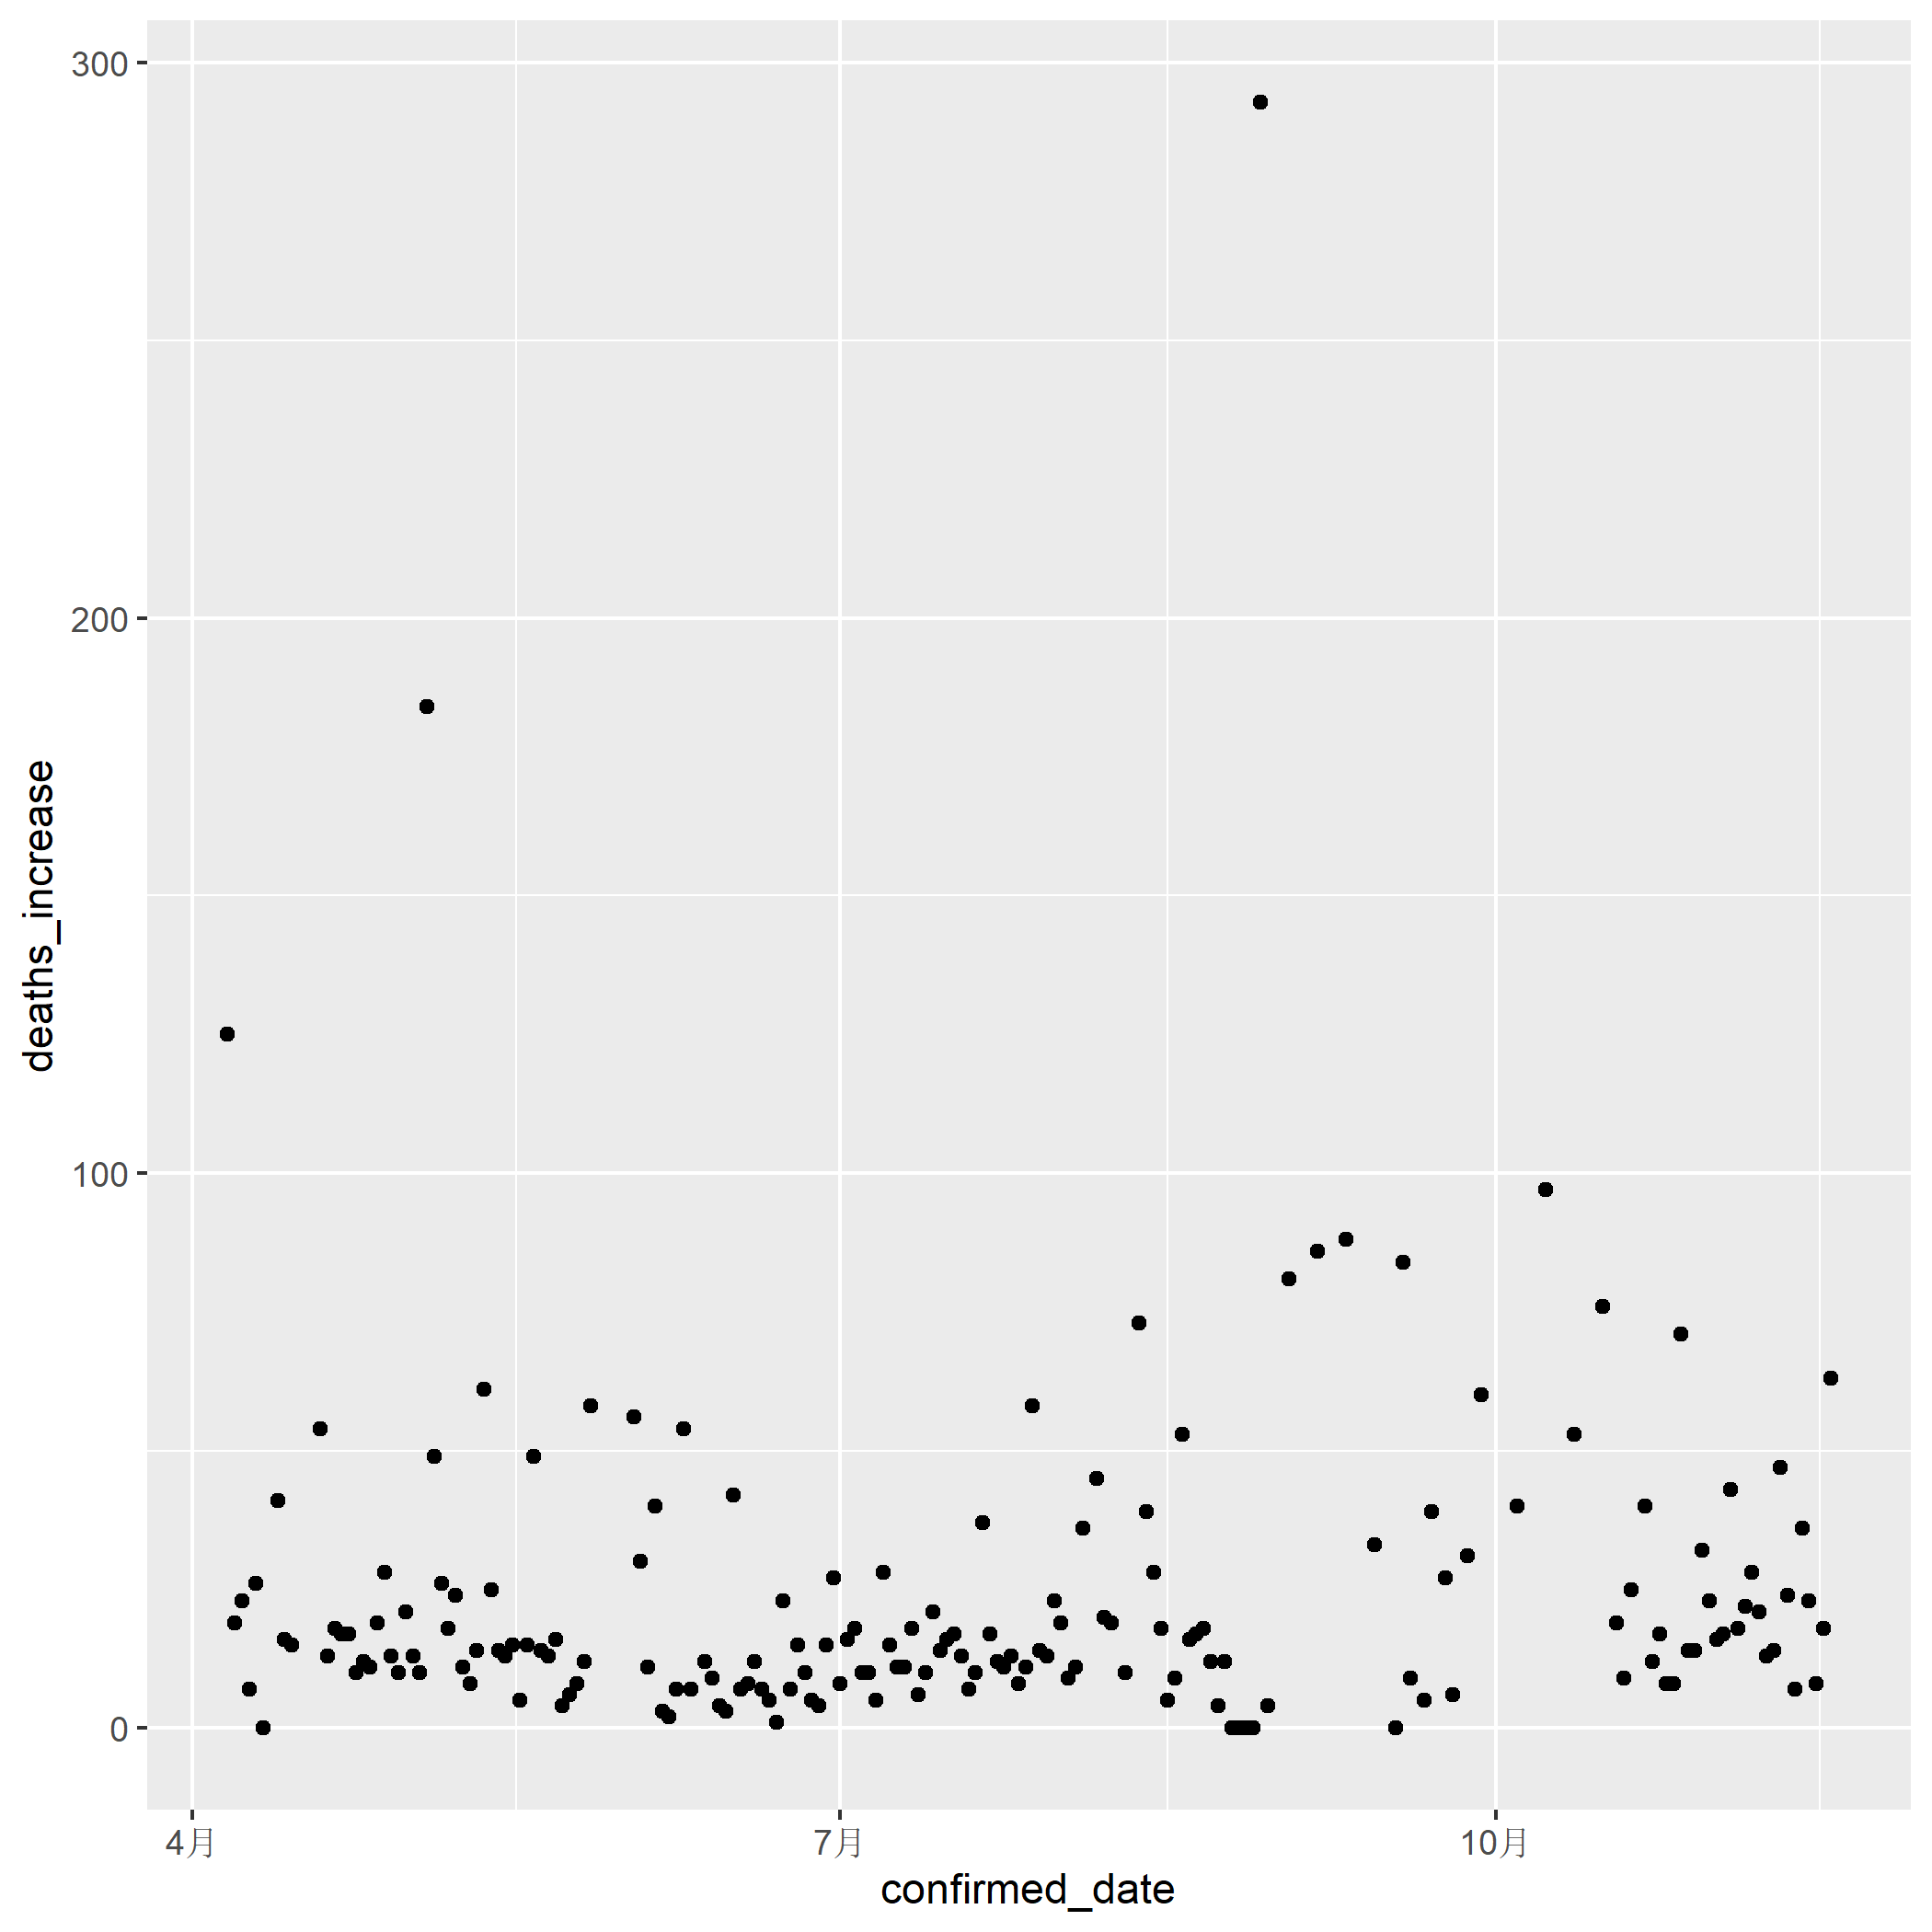 300
200
100
0
deaths_increase
4月
7月
10月
confirmed_date